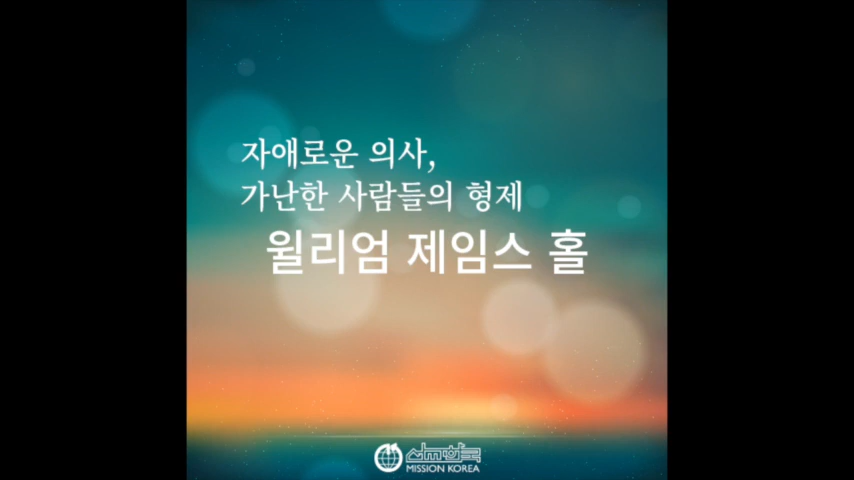 자애로운 의사,
가난한 사람들의 형제
윌리엄 제임스 홀
선교한국
MISSION KOREA